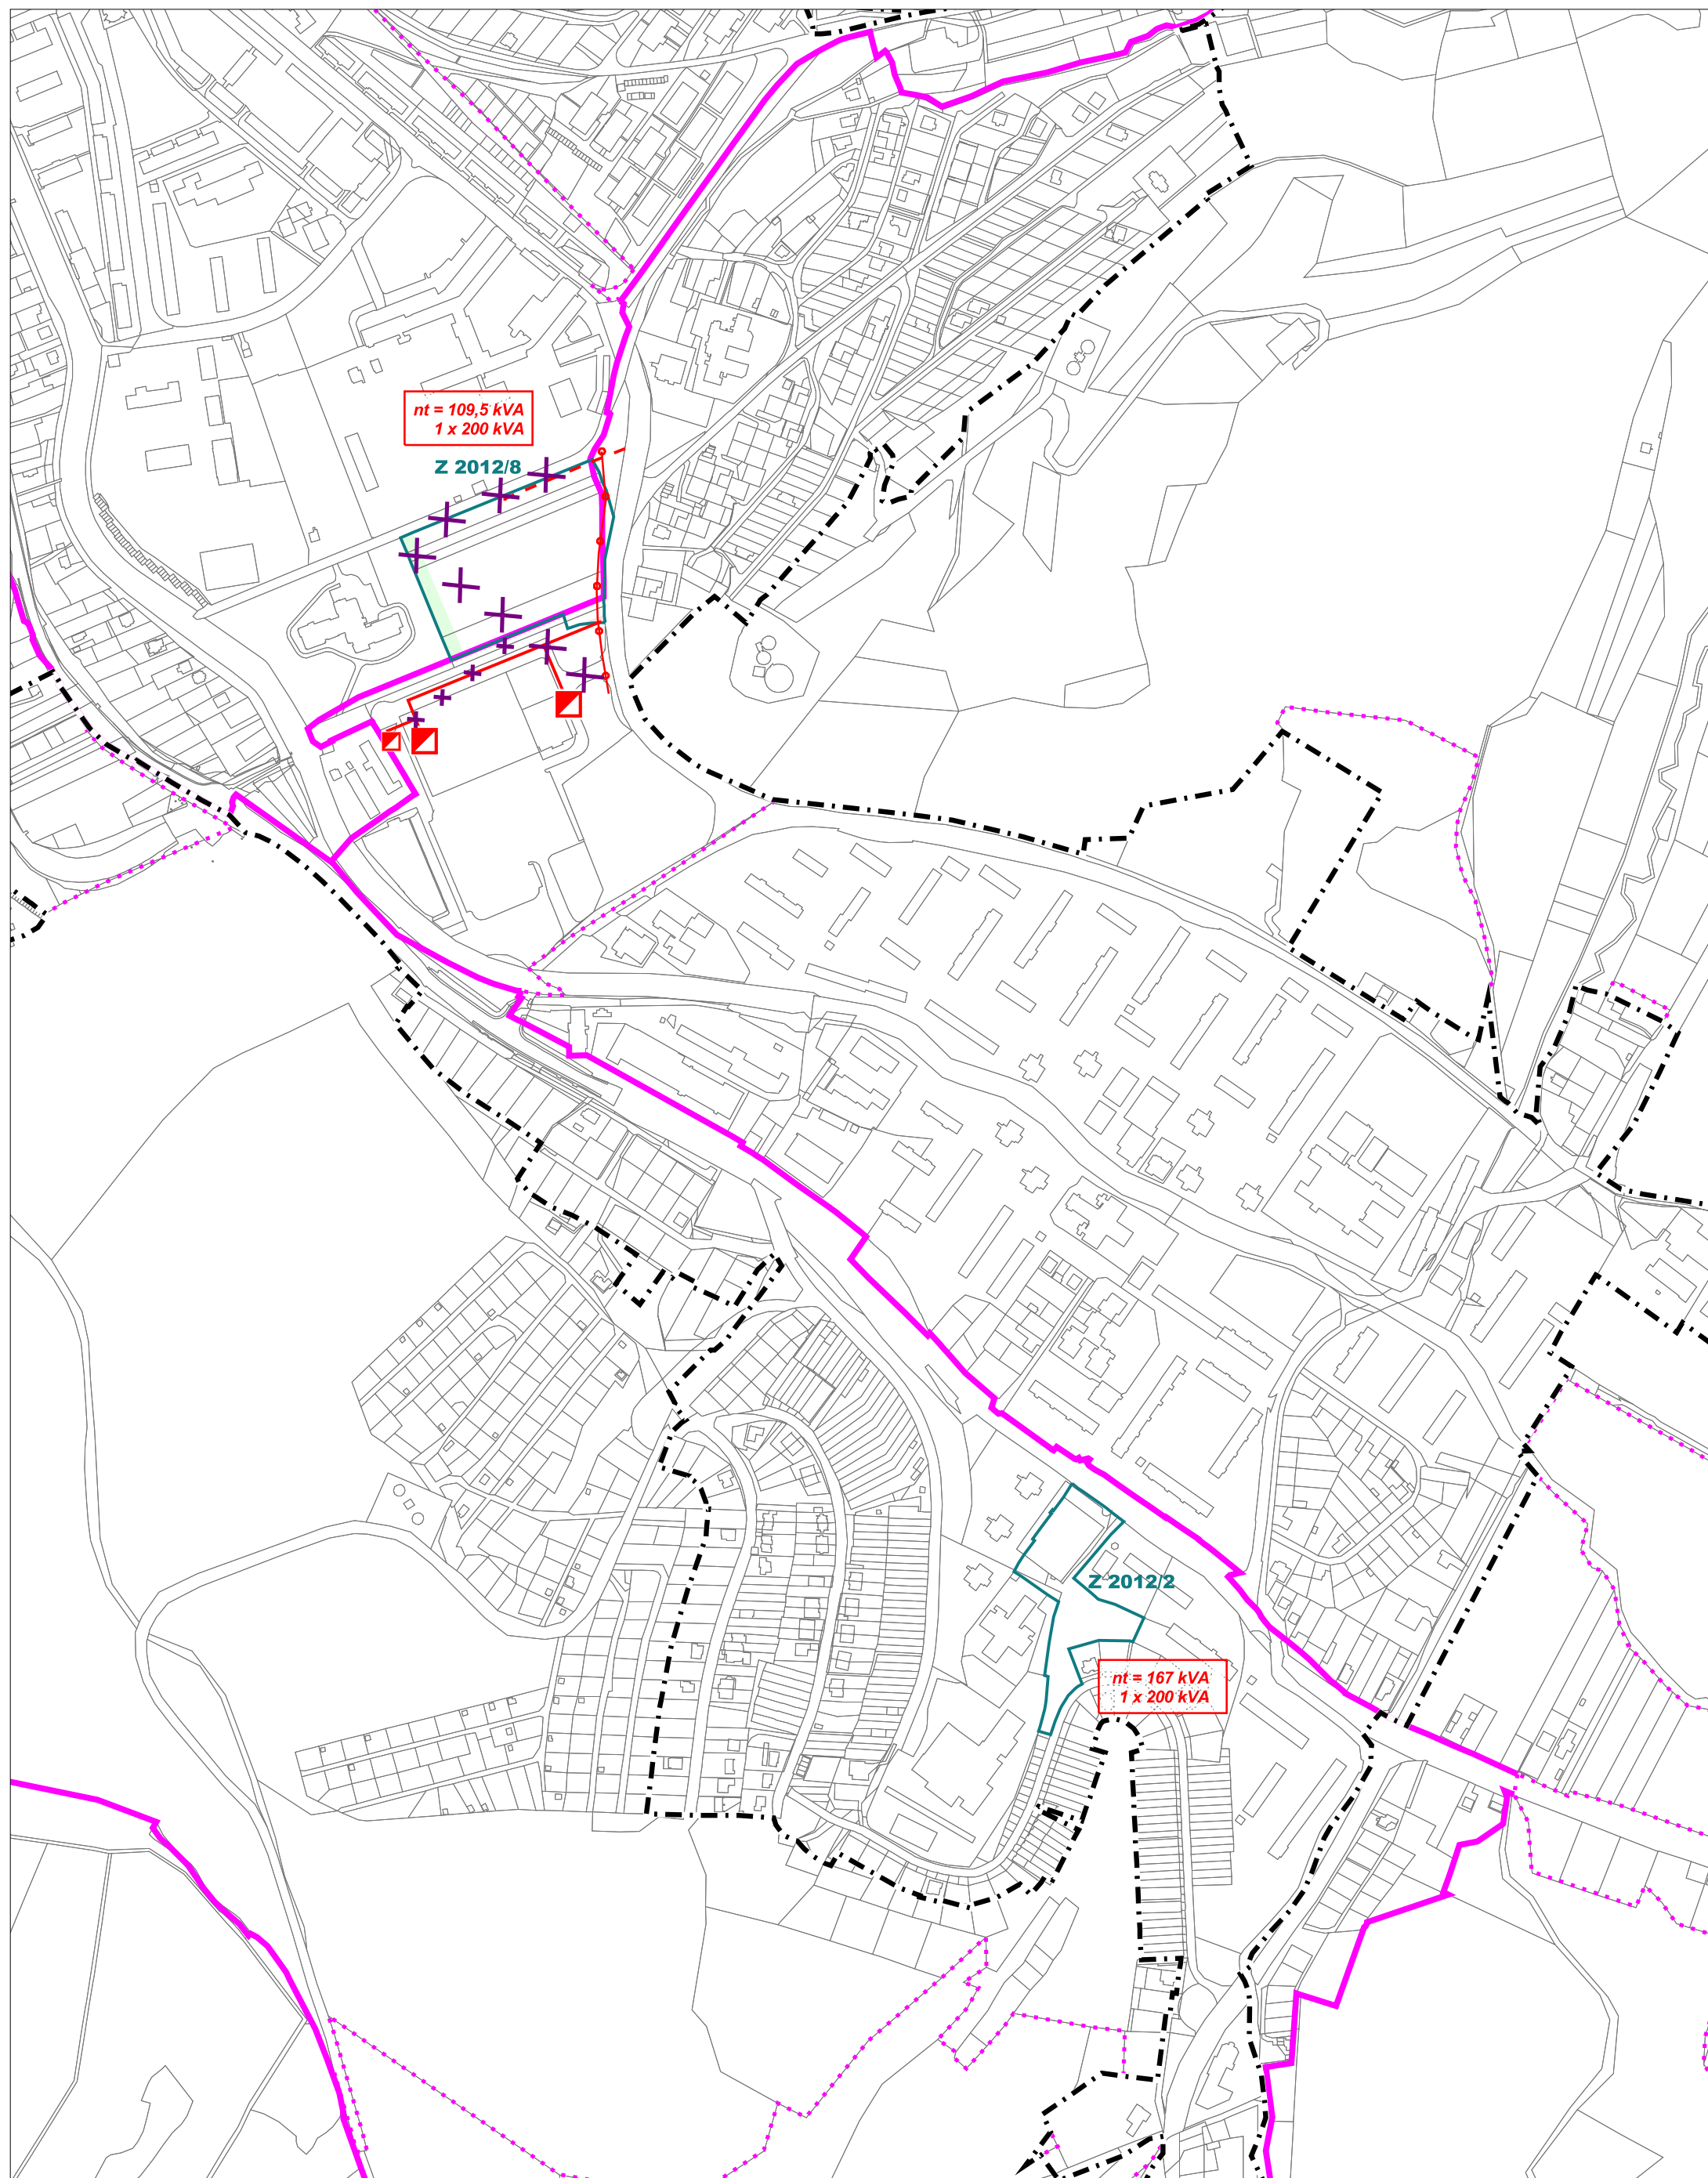 nt = 109,5 kVA
1 x 200 kVA
Z 2012/8
Z 2012/2
nt = 167 kVA
1 x 200 kVA